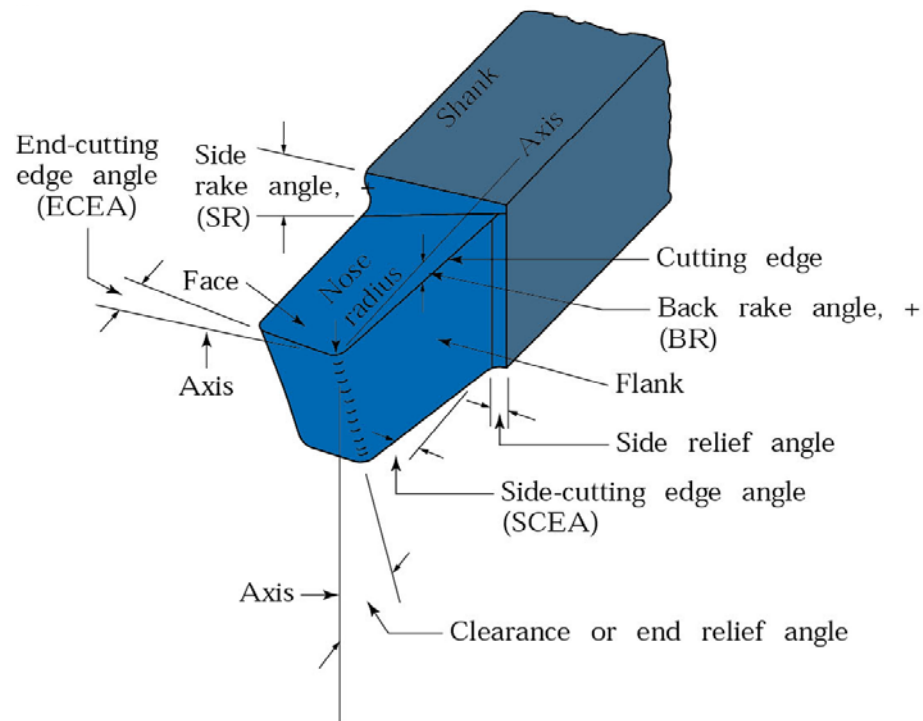 Shank
Axis
End-cutting
edge angle
(ECEA)
Side
rake angle, +
(SR)
Face
Nose
radius
Cutting edge
Back rake angle, +
(BR)
Axis
Flank
Side relief angle
Side-cutting edge angle
(SCEA)
Axis
Clearance or end relief angle